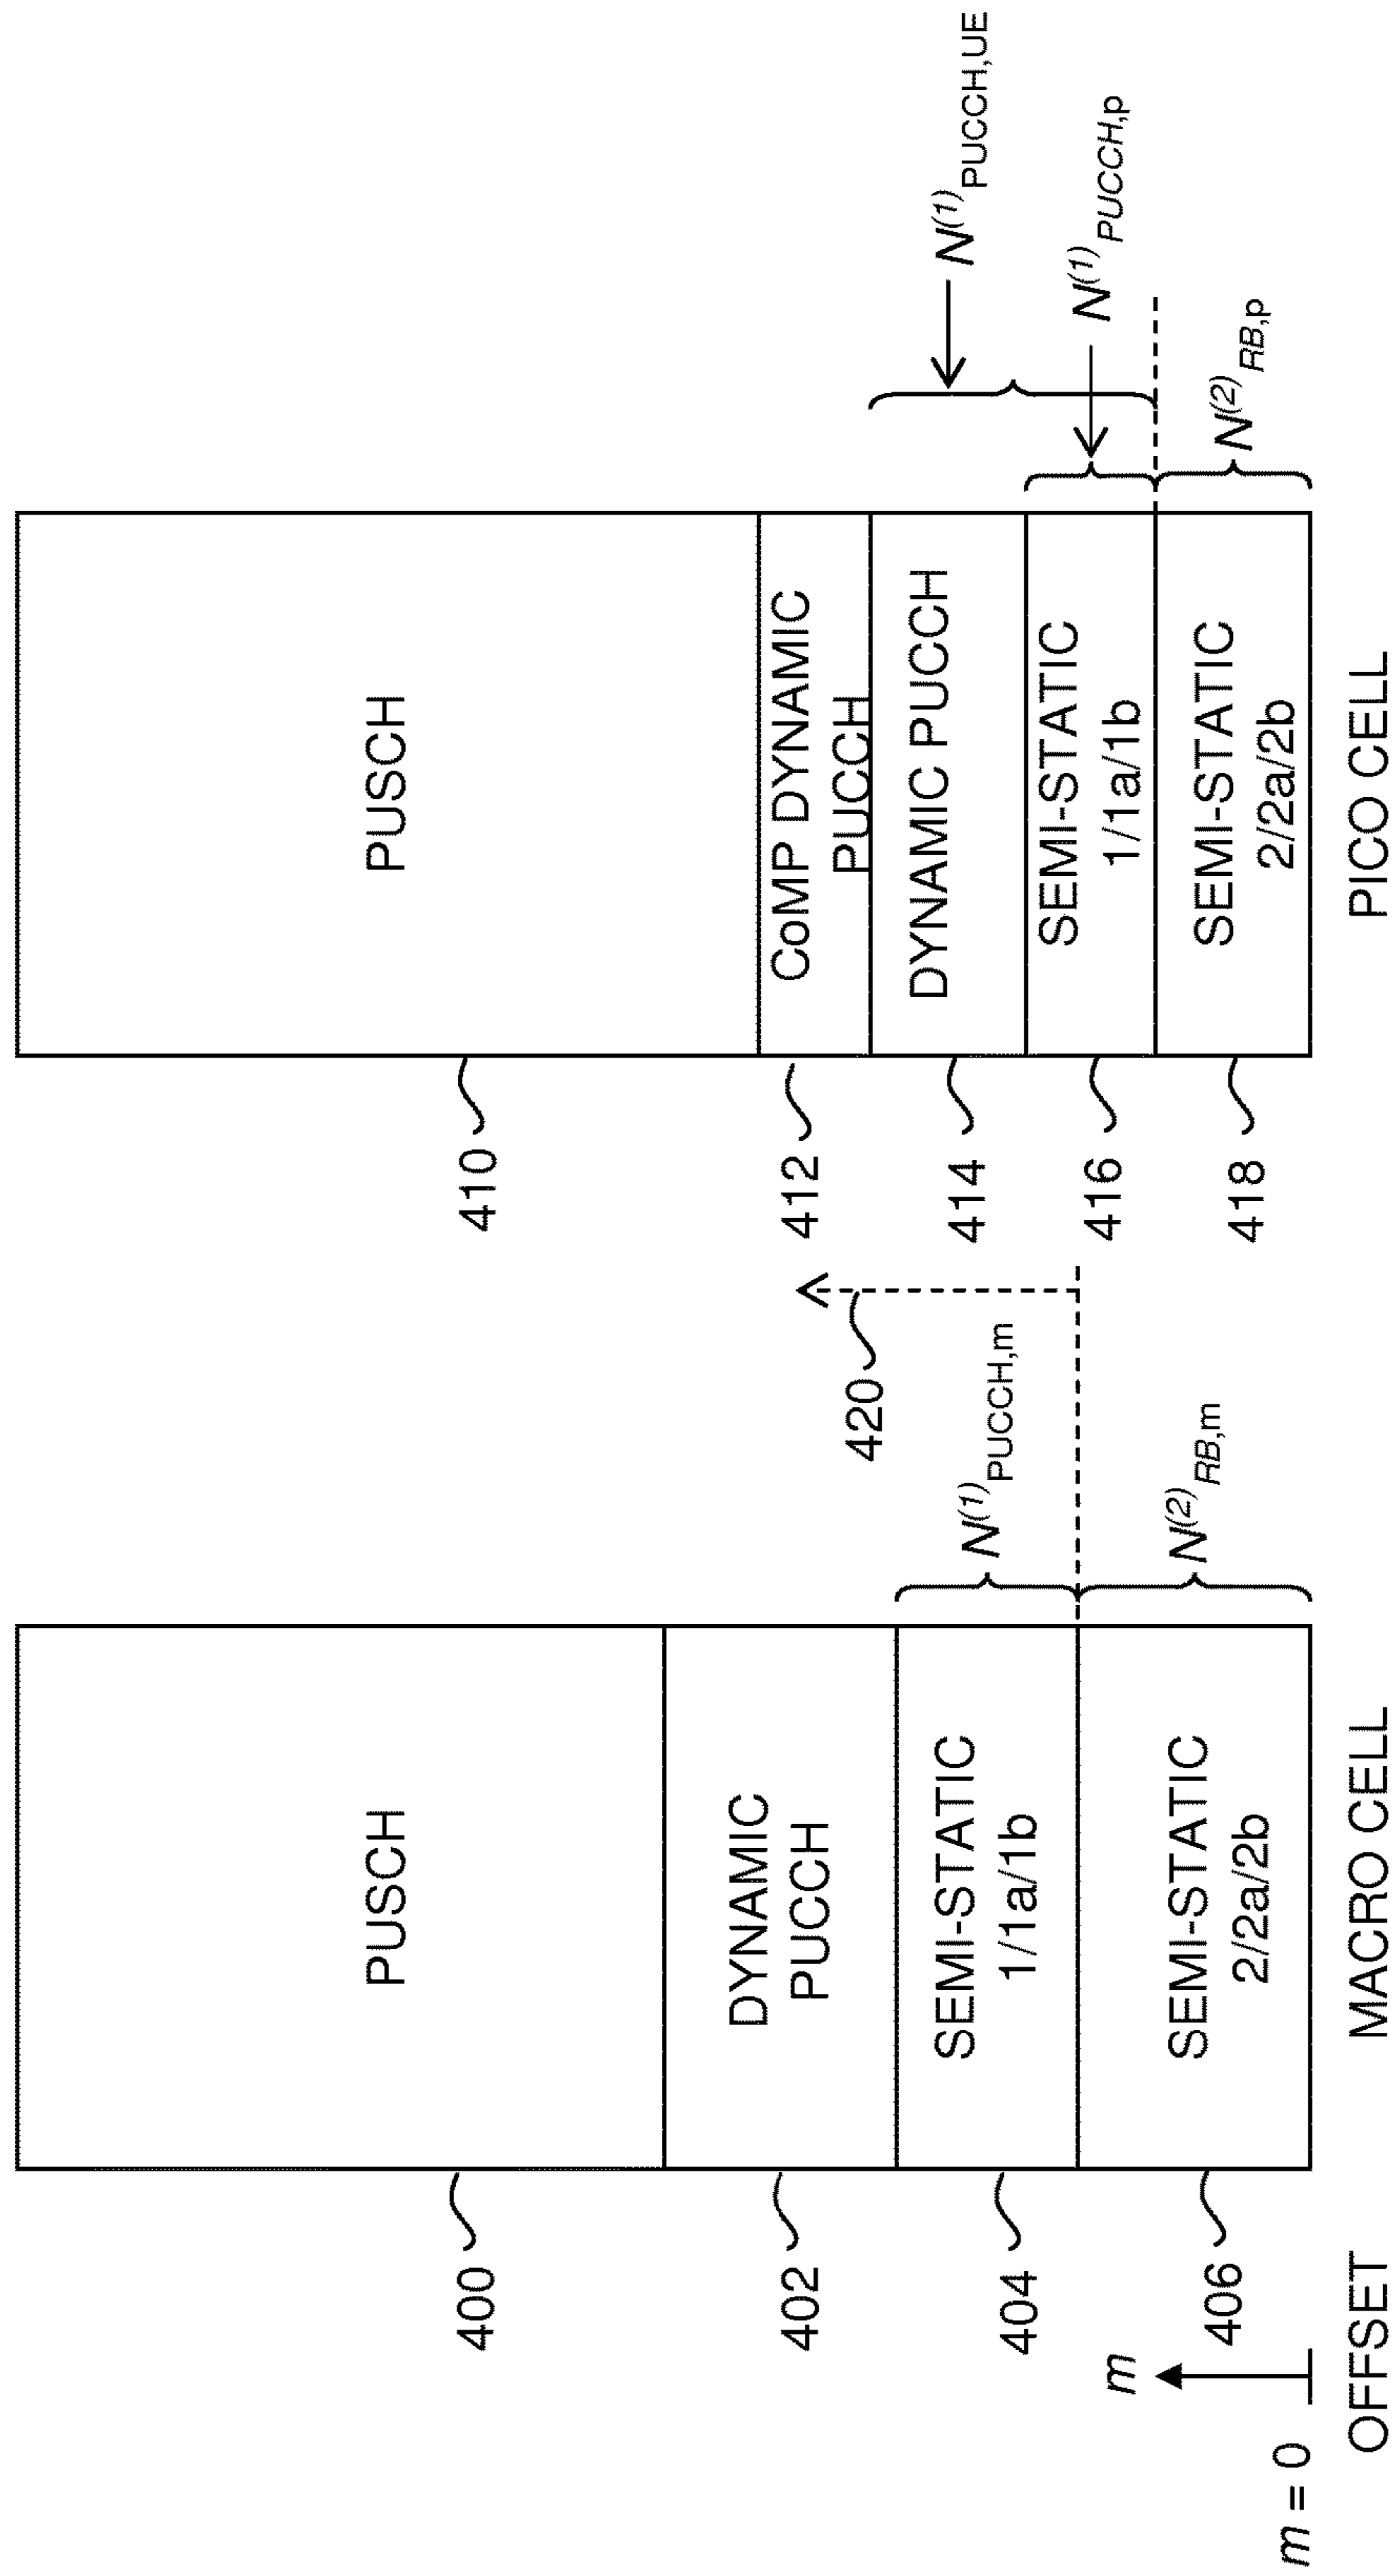 PUSCH
DYNAMIC
PUCCH
SEMI-STATIC
1/1a/1b
SEMI-STATIC
2/2a/2b
MACRO CELL
400
402
404
406
OFFSET
m
m = 0
N(1)PUCCH,m
N(2)RB,m
420
PUSCH
CoMP DYNAMIC
PUCCH
DYNAMIC PUCCH
SEMI-STATIC
1/1a/1b
SEMI-STATIC
2/2a/2b
PICO CELL
410
412
414
416
418
N(1)PUCCH,UE
N(1)PUCCH,p
N(2)RB,p